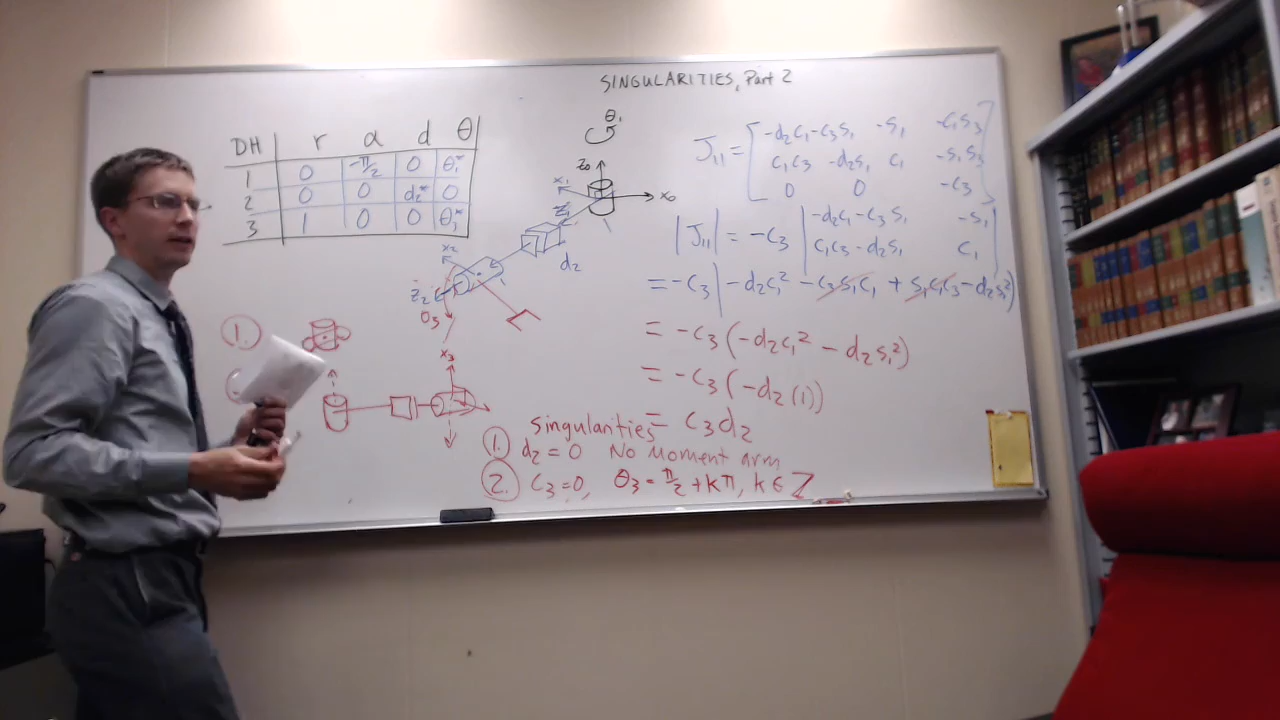 SINGULARITIES, Part 2
DH r a d θ
1 0 -π/2 0 θ₁*
2 0 0 d₂* 0
3 1 0 0 θ₃*
θ₁
z₀
x₁
x₀
z₁
d₂
x₂
z₂
θ₃
J₁₁ = [ -d₂c₁-c₃s₁ -s₁ -c₁s₃
c₁c₃ -d₂s₁ c₁ -s₁s₃
0 0 -c₃ ]
|J₁₁| = -c₃ | -d₂c₁ -c₃s₁ -s₁
c₁c₃ -d₂s₁ c₁ |
= -c₃ | -d₂c₁² -c₃s₁c₁ + s₁c₁c₃ -d₂s₁² )
= -c₃(-d₂c₁² - d₂s₁²)
= -c₃(-d₂(1))
= c₃d₂
1.
x₃
singularities
1. d₂=0 No Moment arm
2. c₃=0, θ₃ = π/2 + kπ, k ∈ ℤ